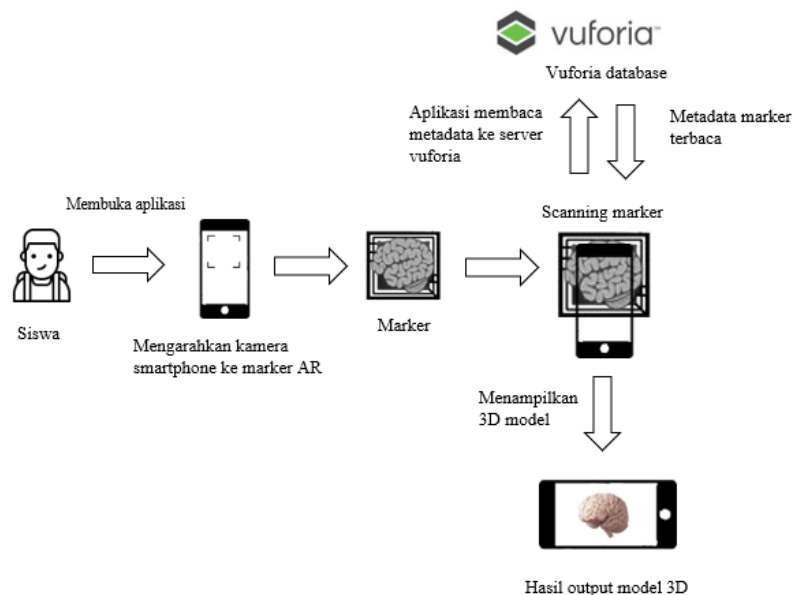 vuforia™
Vuforia database
Aplikasi membaca
metadata ke server
vuforia
Metadata marker
terbaca
Membuka aplikasi
Scanning marker
Siswa
Mengarahkan kamera
smartphone ke marker AR
Marker
Menampilkan
3D model
Hasil output model 3D